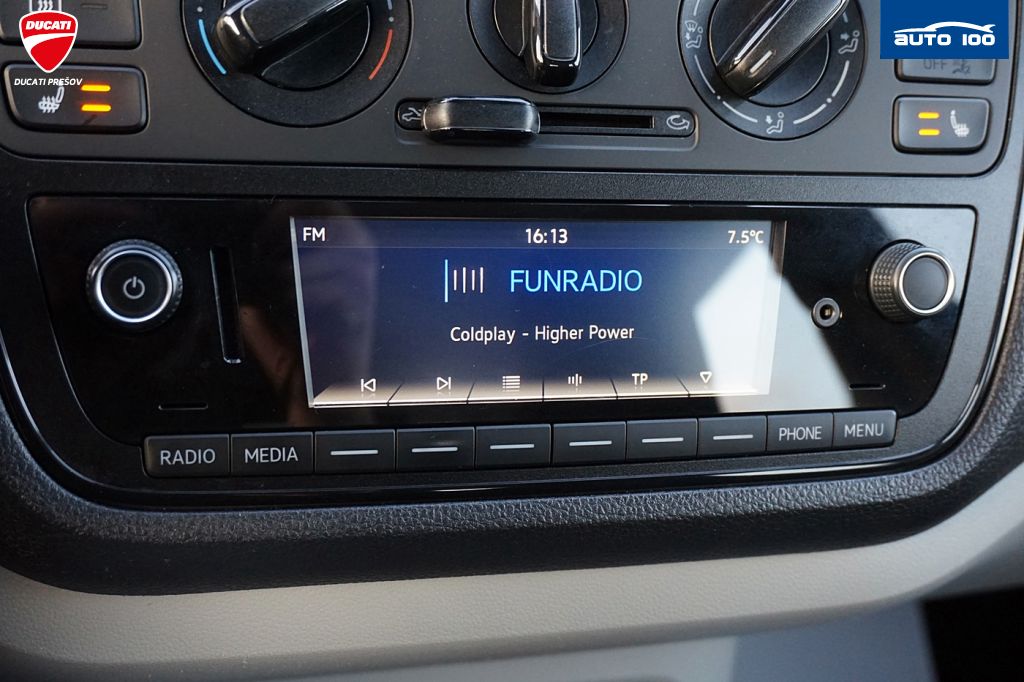 DUCATI
DUCATI PREŠOV
AUTO 100
OFF
FM
16:13
7.5°C
FUNRADIO
Coldplay - Higher Power
TP
RADIO
MEDIA
PHONE
MENU